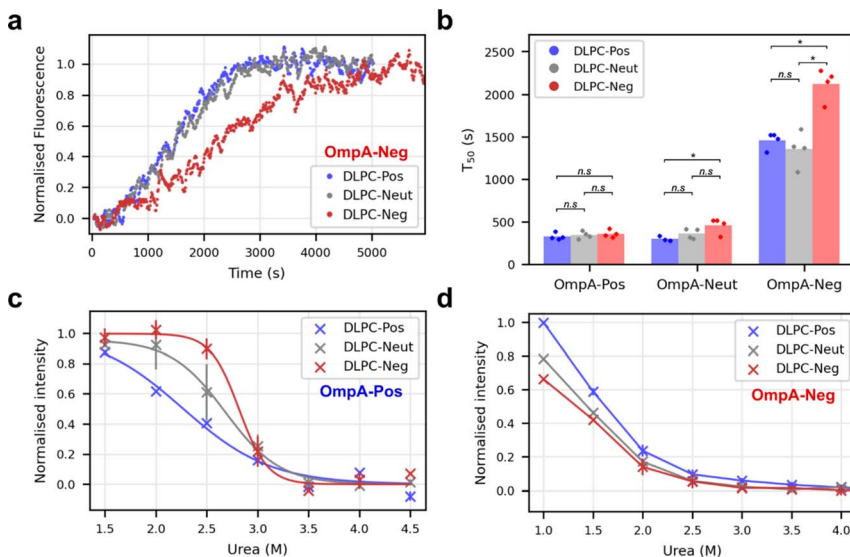 a
Normalised Fluorescence
1.0
0.8
0.6
0.4
0.2
0.0
OmpA-Neg
DLPC-Pos
DLPC-Neut
DLPC-Neg
0 1000 2000 3000 4000 5000
Time (s)
b
T50 (s)
2500
2000
1500
1000
500
0
DLPC-Pos
DLPC-Neut
DLPC-Neg
n.s
n.s
n.s
*
n.s
n.s
*
*
n.s
OmpA-Pos OmpA-Neut OmpA-Neg
c
Normalised intensity
1.0
0.8
0.6
0.4
0.2
0.0
DLPC-Pos
DLPC-Neut
DLPC-Neg
OmpA-Pos
1.5 2.0 2.5 3.0 3.5 4.0 4.5
Urea (M)
d
Normalised intensity
1.0
0.8
0.6
0.4
0.2
0.0
DLPC-Pos
DLPC-Neut
DLPC-Neg
OmpA-Neg
1.0 1.5 2.0 2.5 3.0 3.5 4.0
Urea (M)